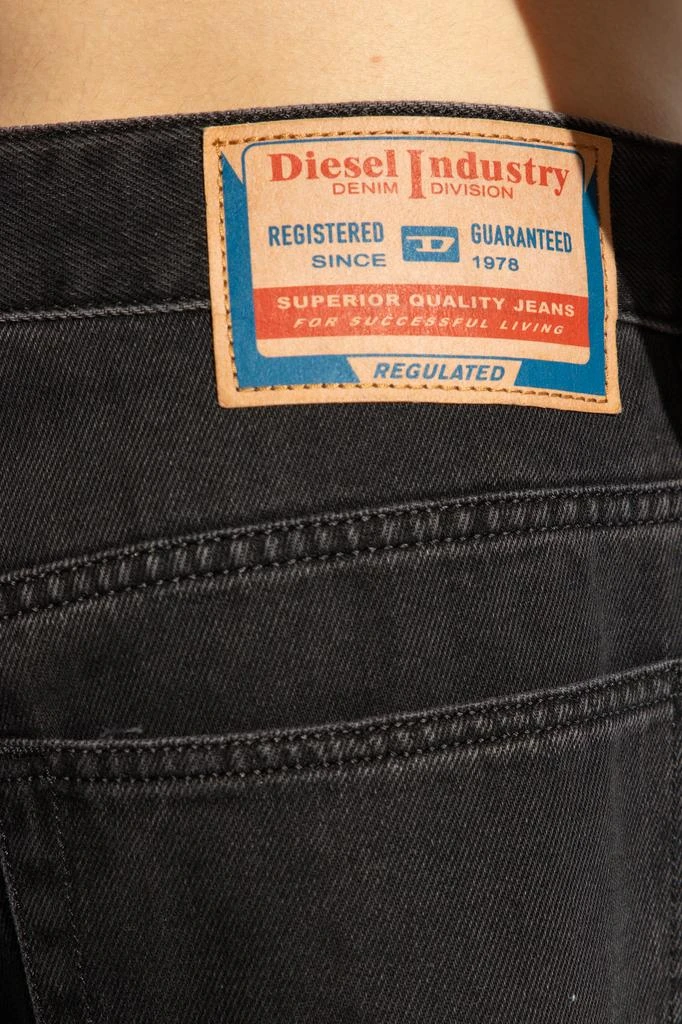 Diesel Industry
DENIM DIVISION
REGISTERED D GUARANTEED
SINCE 1978
SUPERIOR QUALITY JEANS
FOR SUCCESSFUL LIVING
REGULATED